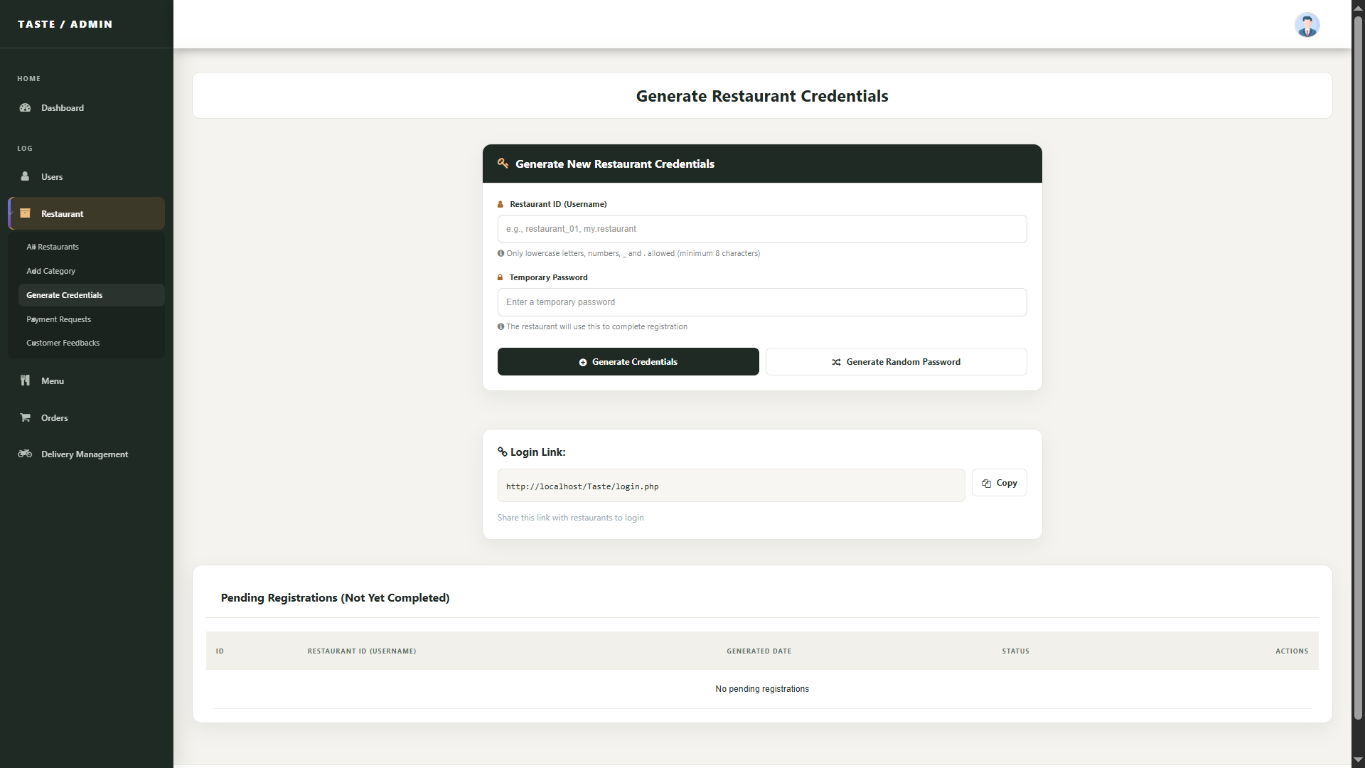 TASTE / ADMIN
HOME
Dashboard
LOG
Users
Restaurant
All Restaurants
Add Category
Generate Credentials
Payment Requests
Customer Feedbacks
Menu
Orders
Delivery Management
Generate Restaurant Credentials
Generate New Restaurant Credentials
Restaurant ID (Username)
e.g., restaurant_01, my.restaurant
Only lowercase letters, numbers, _ and . allowed (minimum 8 characters)
Temporary Password
Enter a temporary password
The restaurant will use this to complete registration
Generate Credentials
Generate Random Password
Login Link:
http://localhost/Taste/login.php
Copy
Share this link with restaurants to login
Pending Registrations (Not Yet Completed)
ID RESTAURANT ID (USERNAME) GENERATED DATE STATUS ACTIONS
No pending registrations